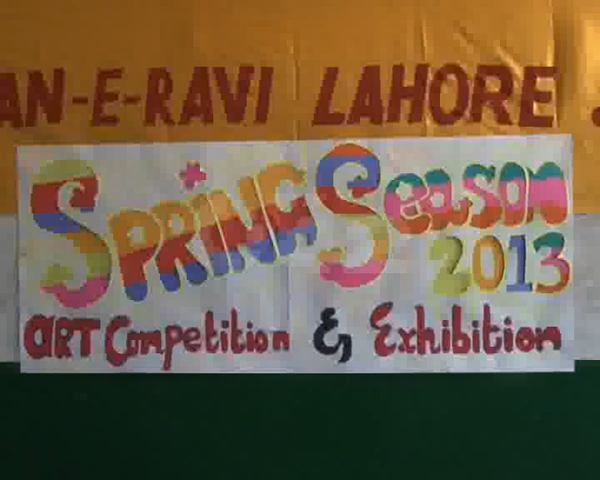 AN-E-RAVI LAHORE .
SPRING SEASON
2013
ART Competition & Exhibition